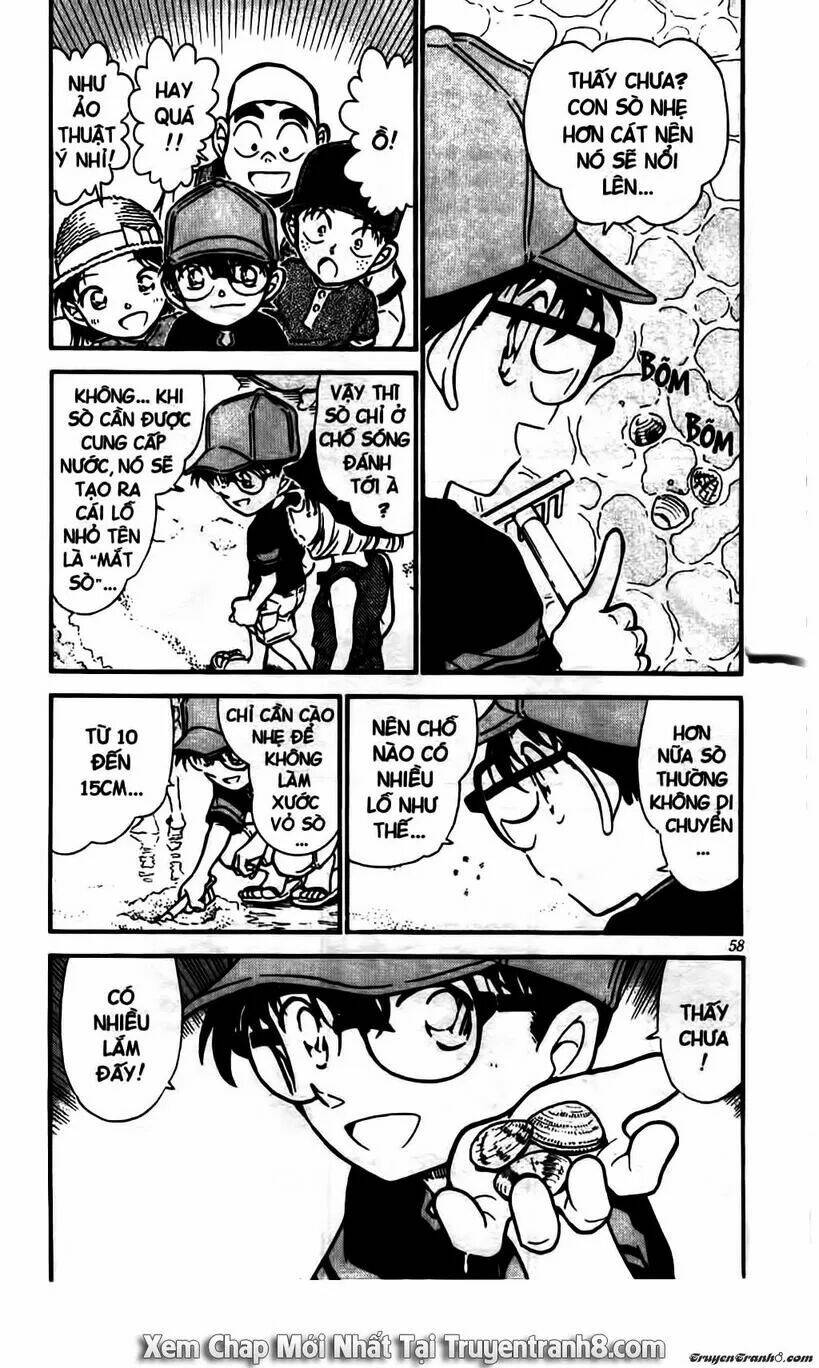 THẤY CHƯA?
CON SÒ NHẸ
HƠN CÁT NÊN
NÓ SẼ NỔI
LÊN...
BÕM
BÕM
Ồ!
HAY
QUÁ
!!
NHƯ
ẢO
THUẬT
Ý NHỈ!
VẬY THÌ
SÒ CHỈ Ở
CHỖ SÓNG
ĐÁNH
TỚI À
?
KHÔNG... KHI
SÒ CẦN ĐƯỢC
CUNG CẤP
NƯỚC, NÓ SẼ
TẠO RA
CÁI LỖ
NHỎ TÊN
LÀ "MẮT
SÒ"...
HƠN
NỮA SÒ
THƯỜNG
KHÔNG DI
CHUYỂN
...
NÊN CHỖ
NÀO CÓ
NHIỀU
LỖ NHƯ
THẾ...
CHỈ CẦN CÀO
NHẸ ĐỂ
KHÔNG
LÀM
XƯỚC
VỎ SÒ
...
TỪ 10
ĐẾN
15CM...
58
THẤY
CHƯA
!
CÓ
NHIỀU
LẮM
ĐẤY!
Xem Chap Mới Nhất Tại Truyentranh8.com
TruyenTranh8.com